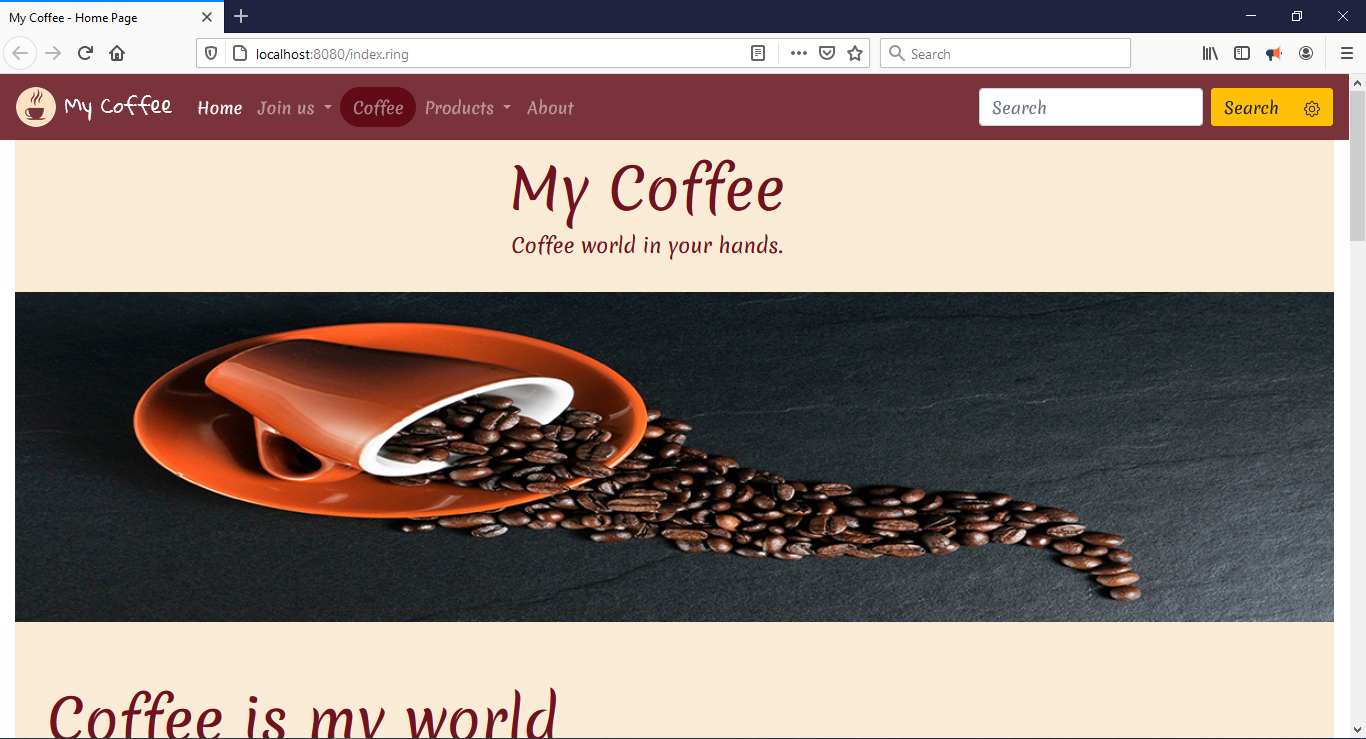 My Coffee - Home Page
localhost:8080/index.ring
Search
My Coffee Home Join us Coffee Products About Search Search
My Coffee
Coffee world in your hands.
Coffee is my world